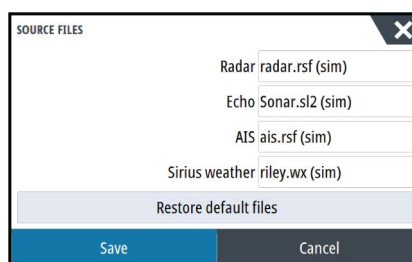 SOURCE FILES
Radar radar.rsf (sim)
Echo Sonar.sl2 (sim)
AIS ais.rsf (sim)
Sirius weather riley.wx (sim)
Restore default files
Save Cancel